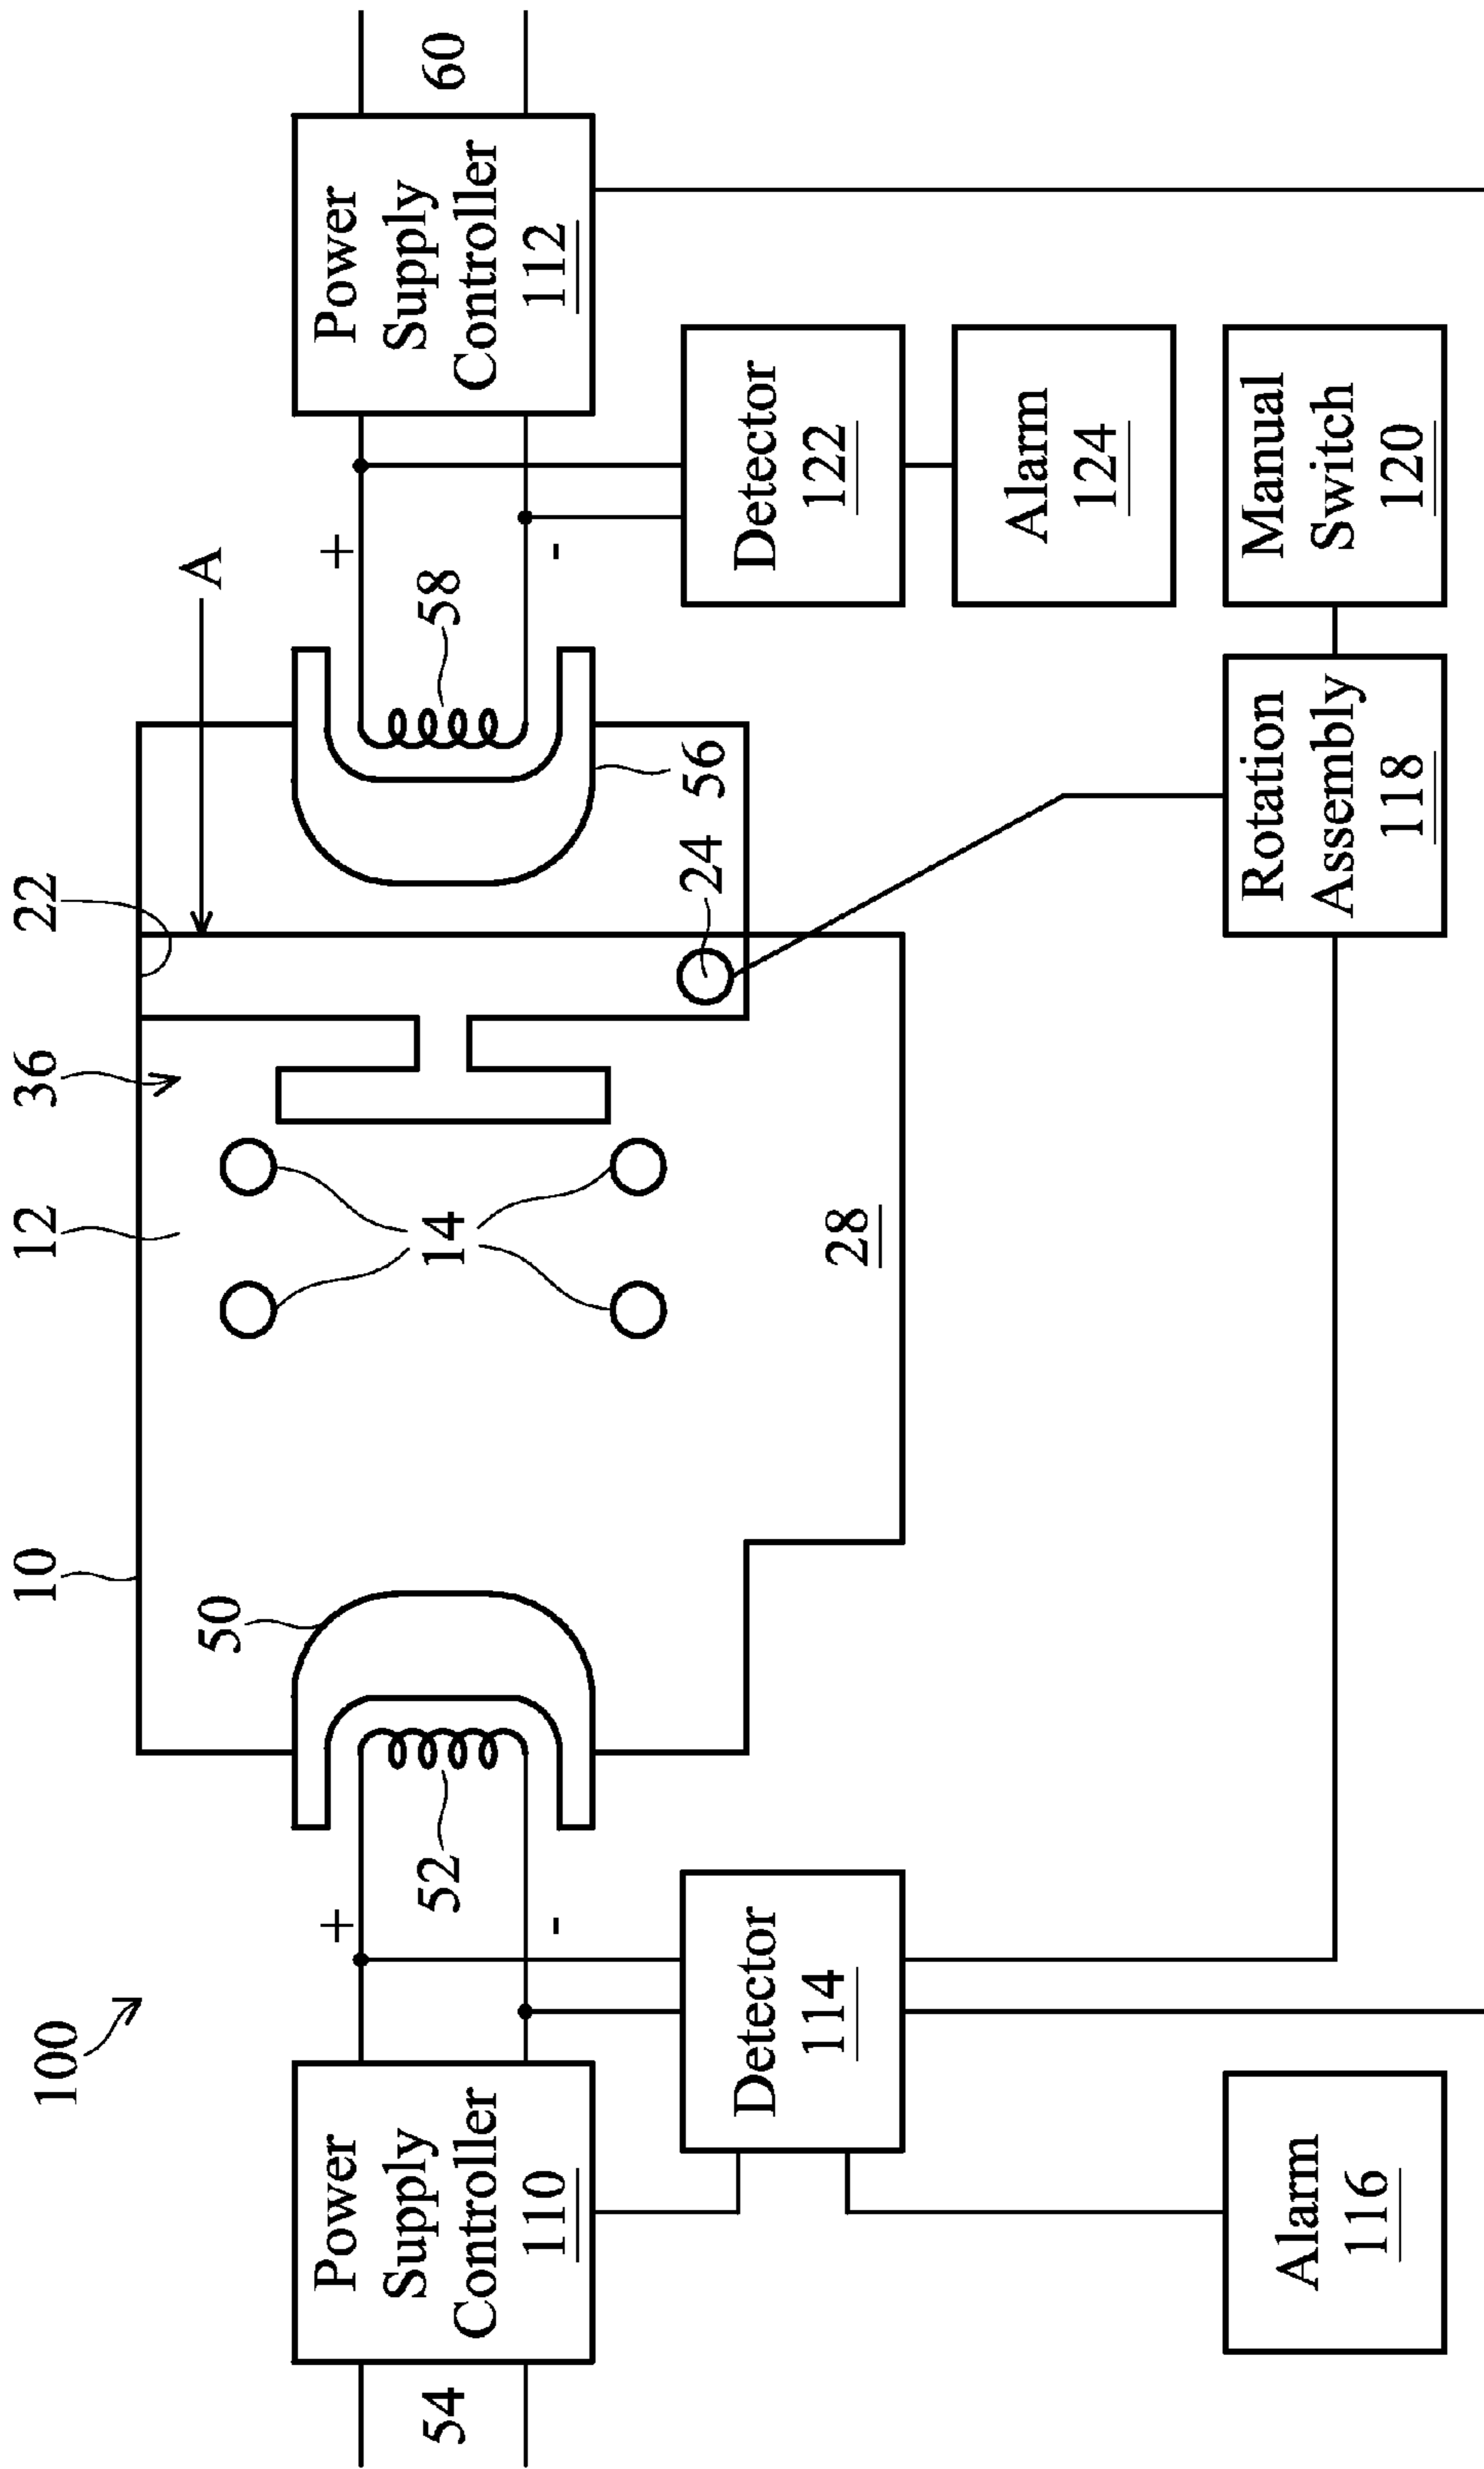 100
10
12
36
22
A
50
14
28
24
56
54
Power
Supply
Controller
110
+
-
52
58
+
-
Power
Supply
Controller
112
60
Detector
114
Detector
122
Alarm
124
Alarm
116
Rotation
Assembly
118
Manual
Switch
120